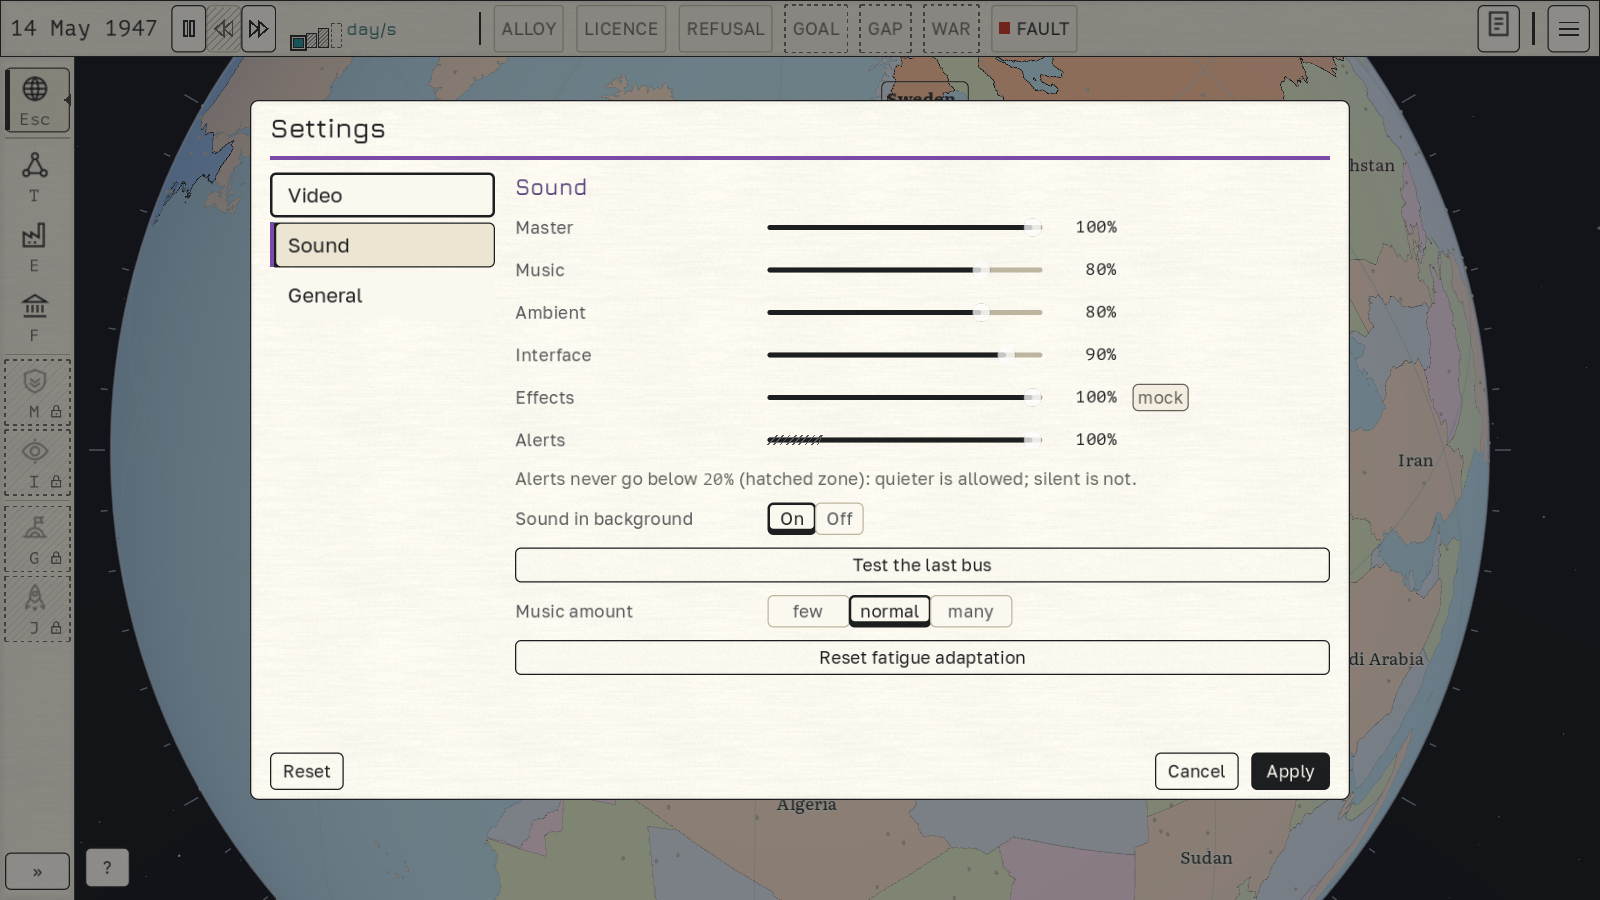 14 May 1947
day/s
ALLOY
LICENCE
REFUSAL
GOAL
GAP
WAR
FAULT
Esc
T
E
F
M
I
G
J
»
?
Sweden
hstan
Iran
di Arabia
Algeria
Sudan
Settings
Video
Sound
General
Sound
Master 100%
Music 80%
Ambient 80%
Interface 90%
Effects 100% mock
Alerts 100%
Alerts never go below 20% (hatched zone): quieter is allowed; silent is not.
Sound in background On Off
Test the last bus
Music amount few normal many
Reset fatigue adaptation
Reset
Cancel
Apply